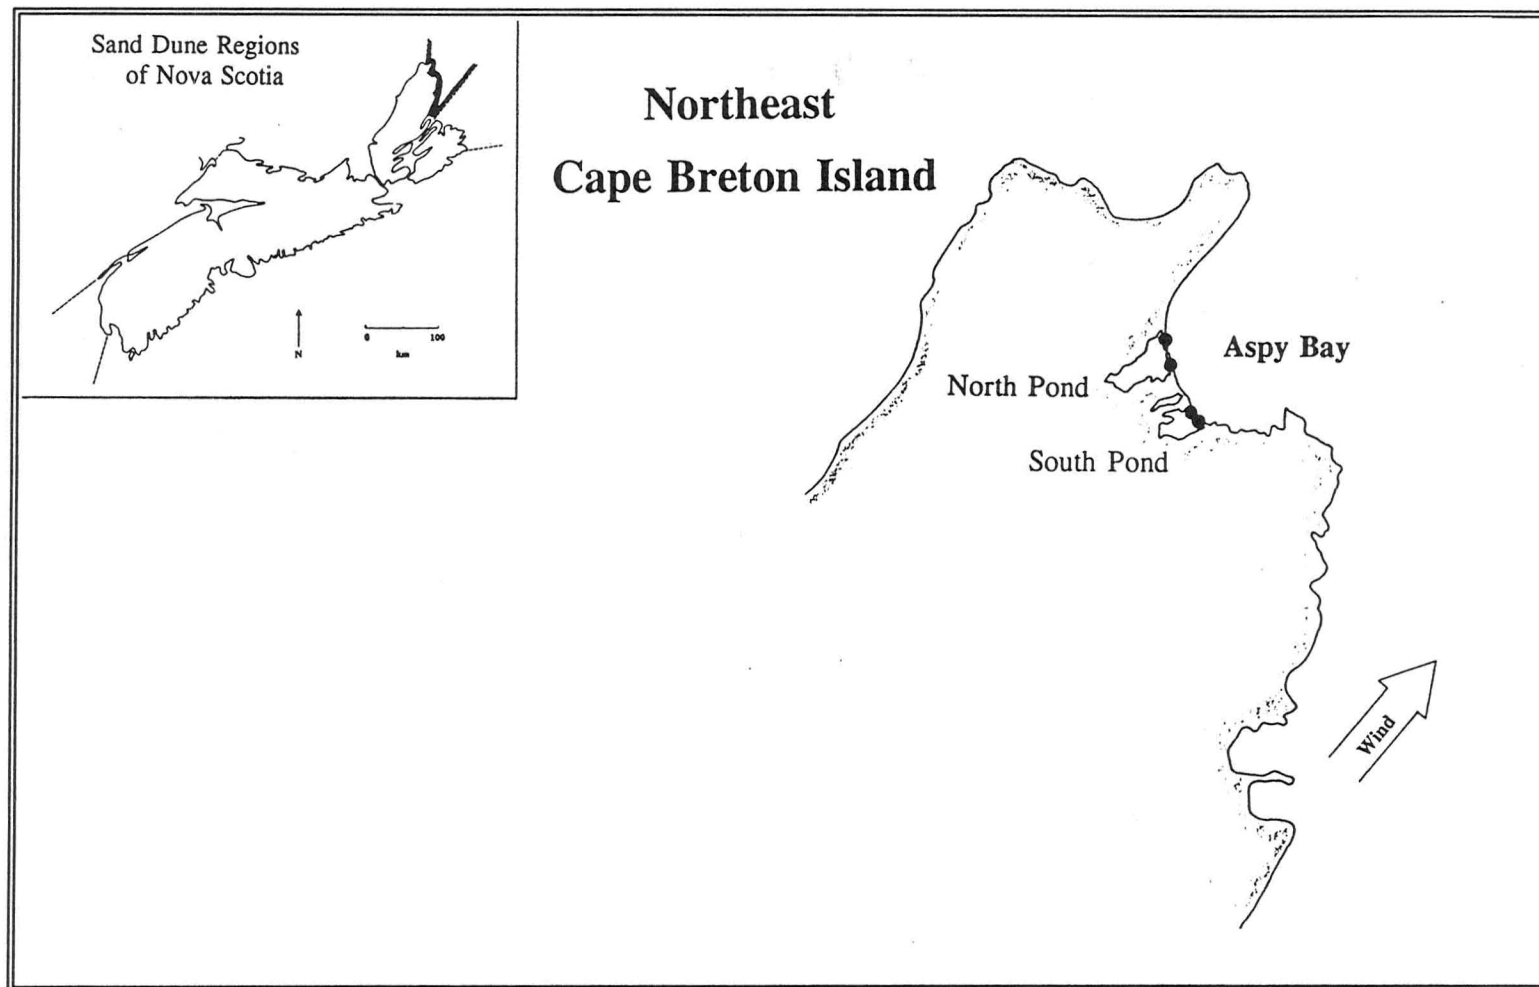 Sand Dune Regions
of Nova Scotia
N
0 100
km
Northeast
Cape Breton Island
Aspy Bay
North Pond
South Pond
Wind